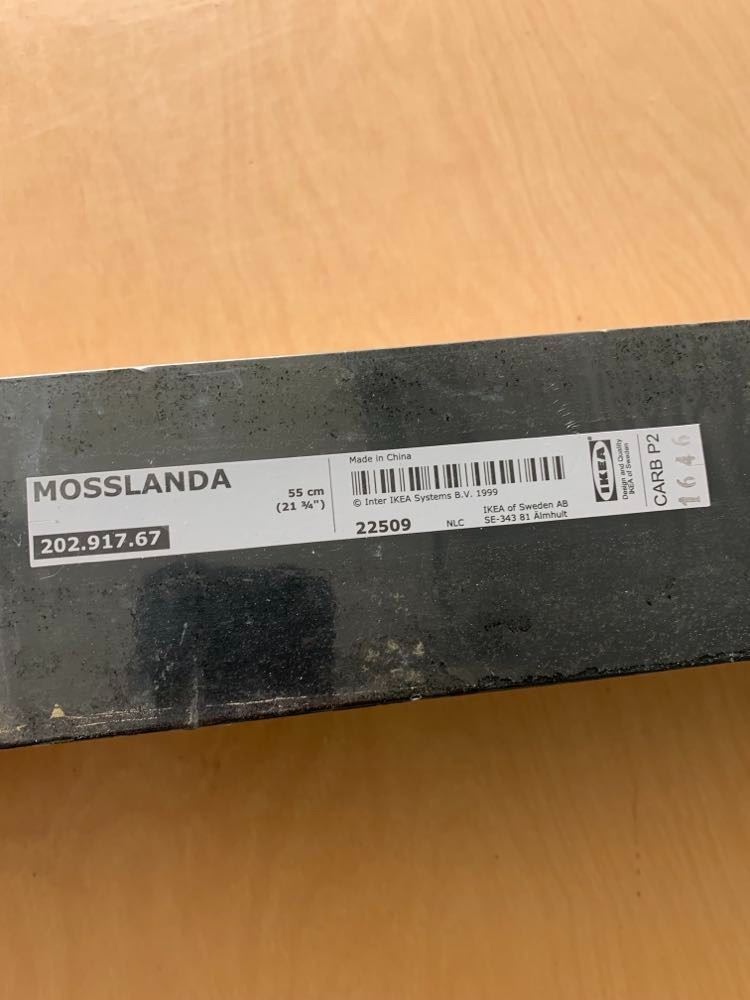 MOSSLANDA
55 cm
(21 ¾")
202.917.67
Made in China
© Inter IKEA Systems B.V. 1999
22509
NLC
IKEA of Sweden AB
SE-343 81 Älmhult
IKEA®
Design and Quality
IKEA of Sweden
CARB P2
1646